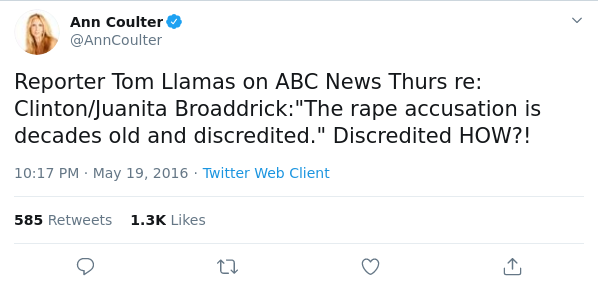 Ann Coulter
@AnnCoulter
Reporter Tom Llamas on ABC News Thurs re:
Clinton/Juanita Broaddrick:"The rape accusation is
decades old and discredited." Discredited HOW?!
10:17 PM · May 19, 2016 · Twitter Web Client
585 Retweets 1.3K Likes